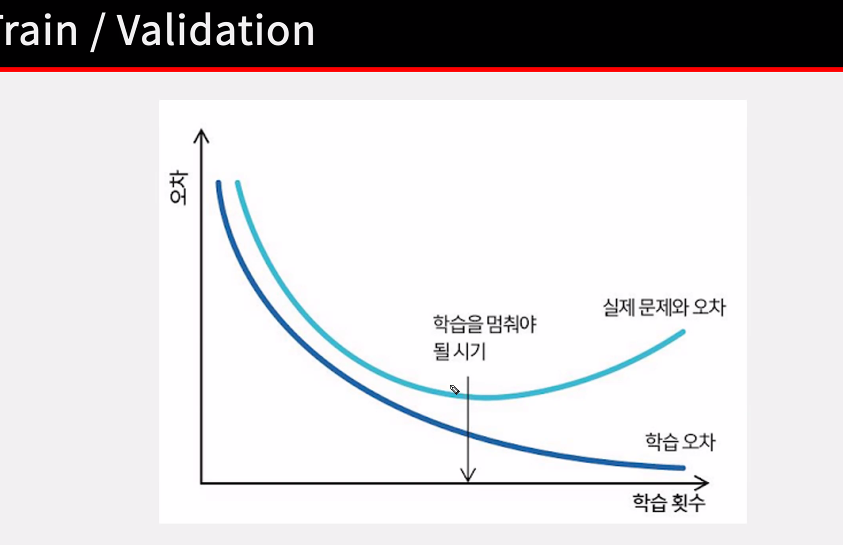 Train / Validation
오차
실제 문제와 오차
학습을 멈춰야
될 시기
학습 오차
학습 횟수